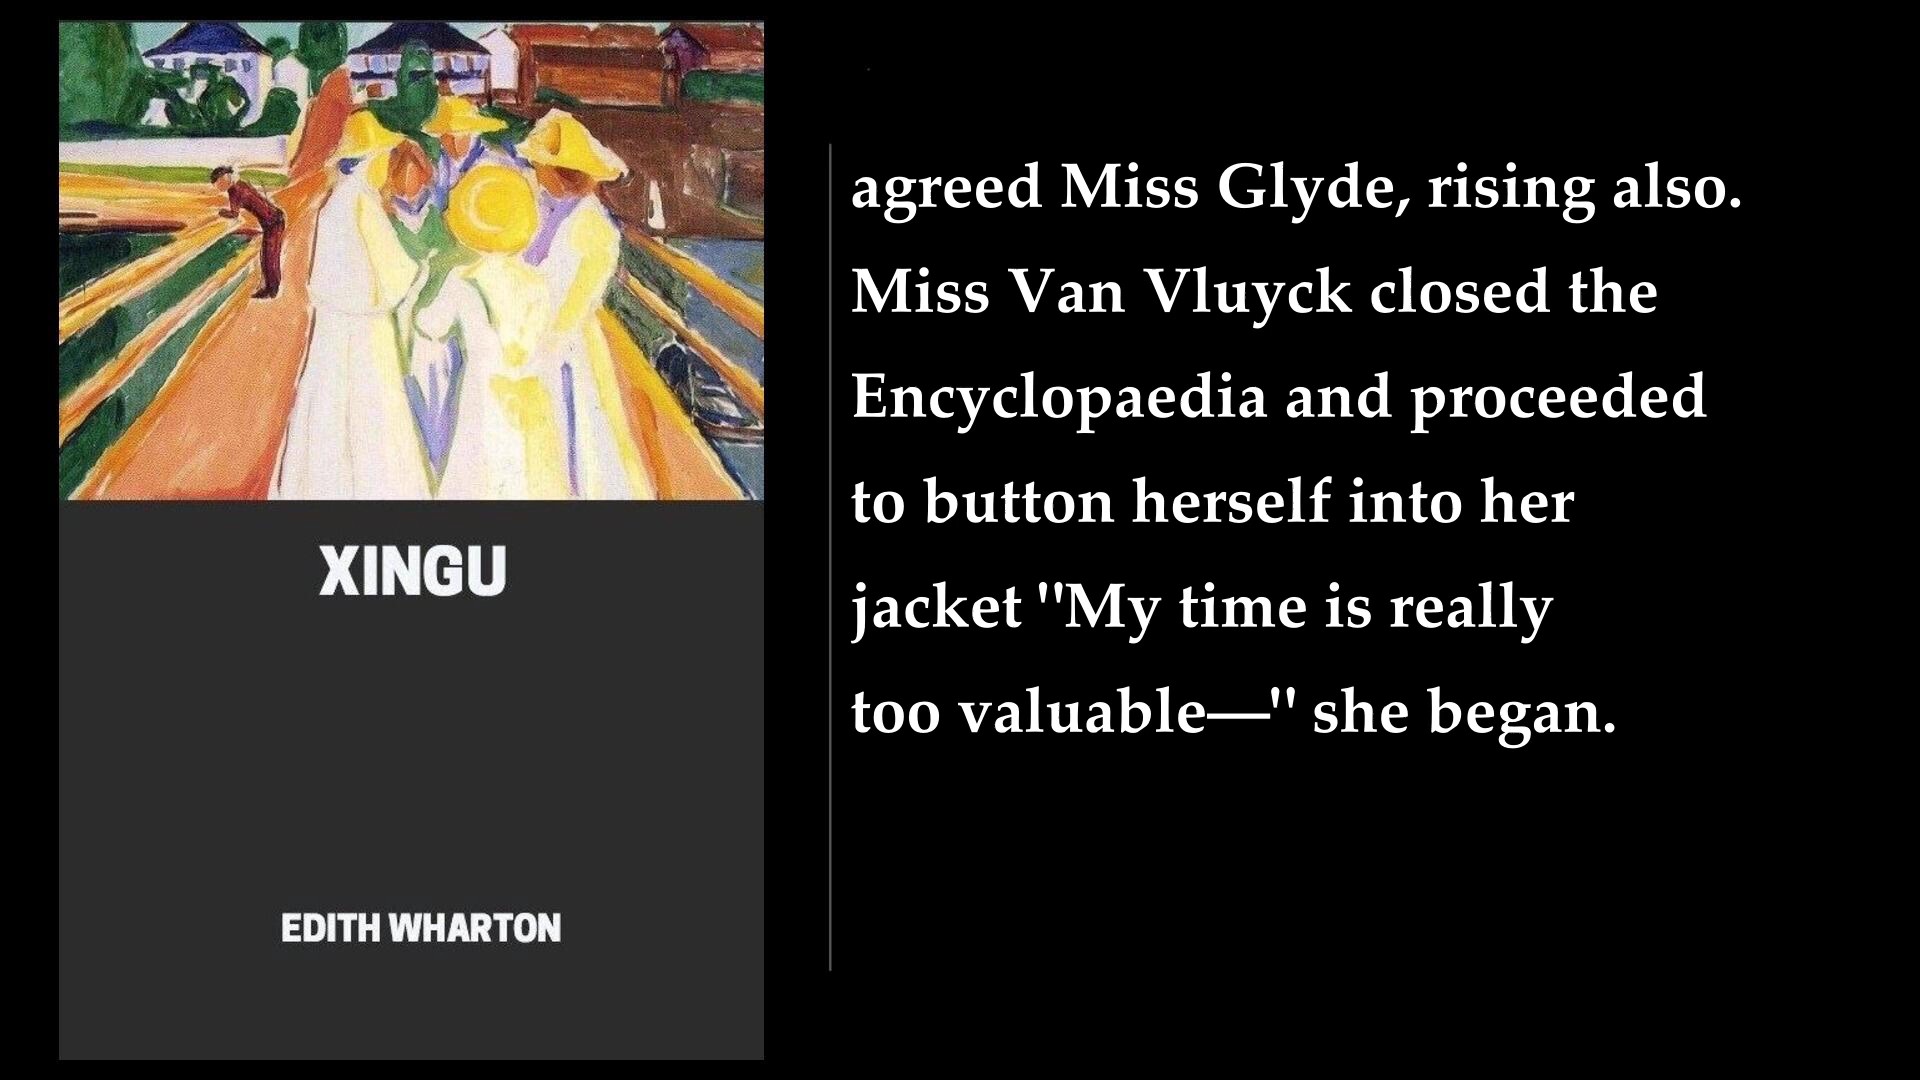 XINGU
EDITH WHARTON
agreed Miss Glyde, rising also.
Miss Van Vluyck closed the
Encyclopaedia and proceeded
to button herself into her
jacket "My time is really
too valuable—" she began.